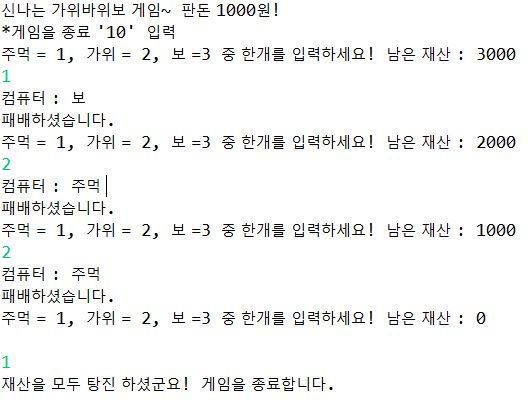 신나는 가위바위보 게임~ 판돈 1000원!
*게임을 종료 '10' 입력
주먹 = 1, 가위 = 2, 보 =3 중 한개를 입력하세요! 남은 재산 : 3000
1
컴퓨터 : 보
패배하셨습니다.
주먹 = 1, 가위 = 2, 보 =3 중 한개를 입력하세요! 남은 재산 : 2000
2
컴퓨터 : 주먹
패배하셨습니다.
주먹 = 1, 가위 = 2, 보 =3 중 한개를 입력하세요! 남은 재산 : 1000
2
컴퓨터 : 주먹
패배하셨습니다.
주먹 = 1, 가위 = 2, 보 =3 중 한개를 입력하세요! 남은 재산 : 0
1
재산을 모두 탕진 하셨군요! 게임을 종료합니다.